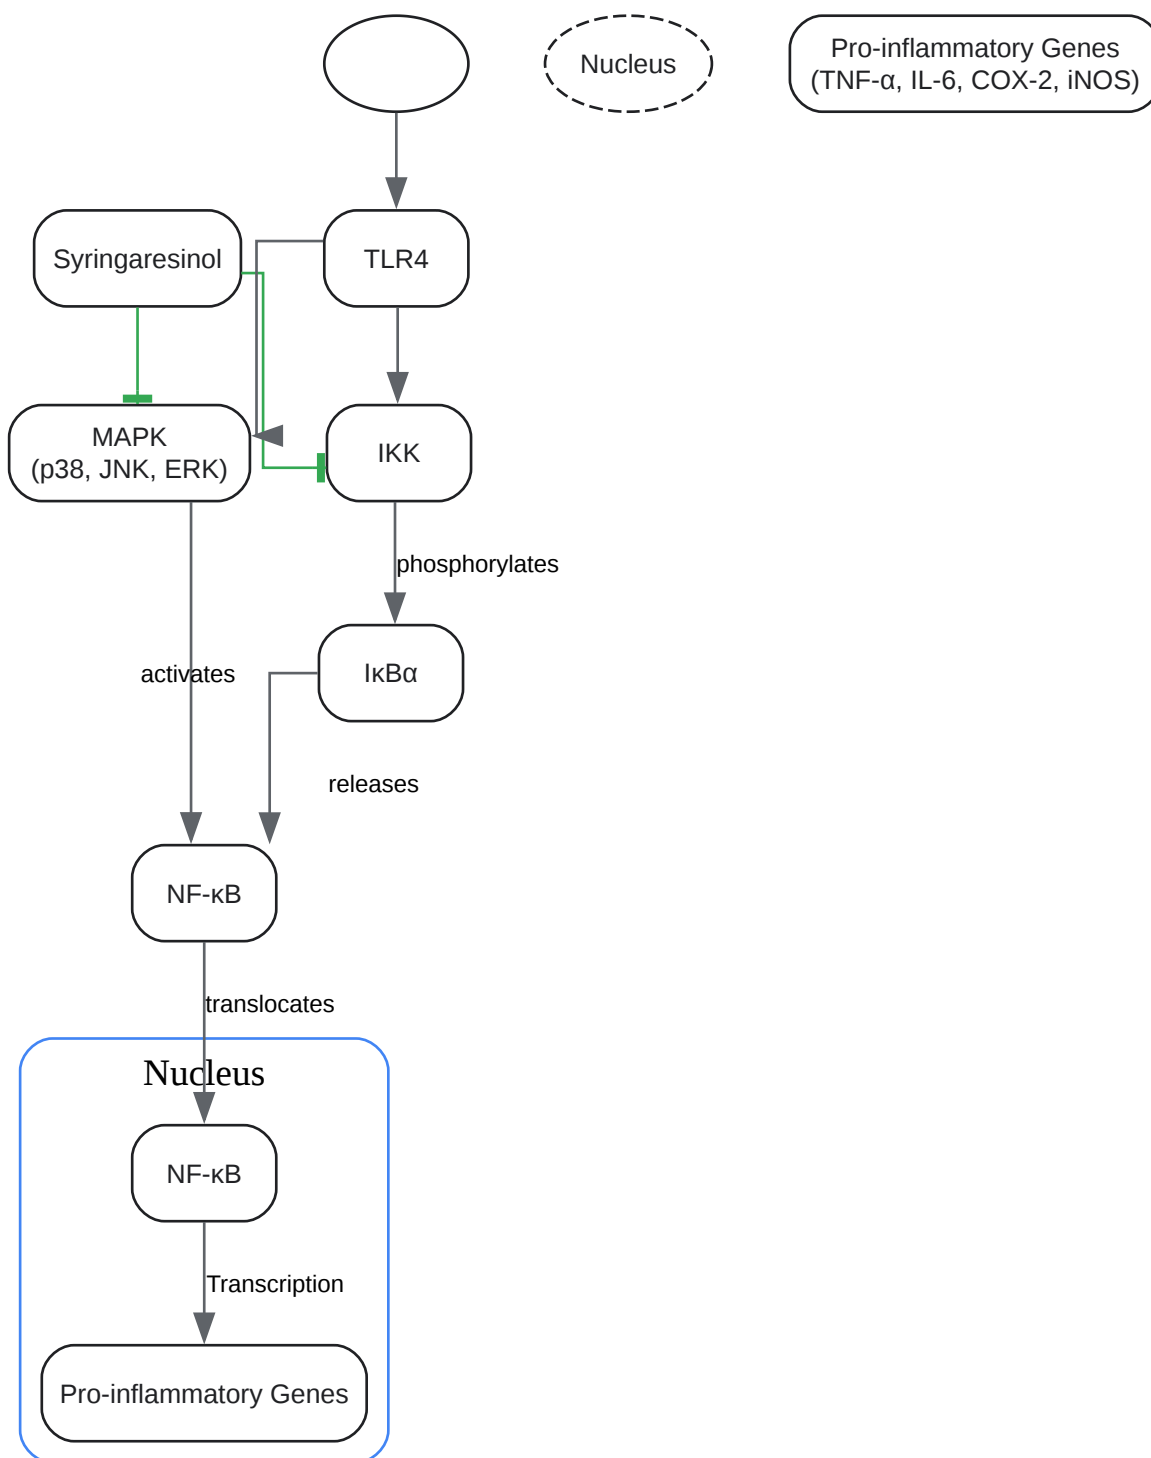 Nucleus
Pro-inflammatory Genes
(TNF-α, IL-6, COX-2, iNOS)
Syringaresinol
TLR4
MAPK
(p38, JNK, ERK)
IKK
phosphorylates
activates
IκBα
releases
NF-κB
translocates
Nucleus
NF-κB
Transcription
Pro-inflammatory Genes